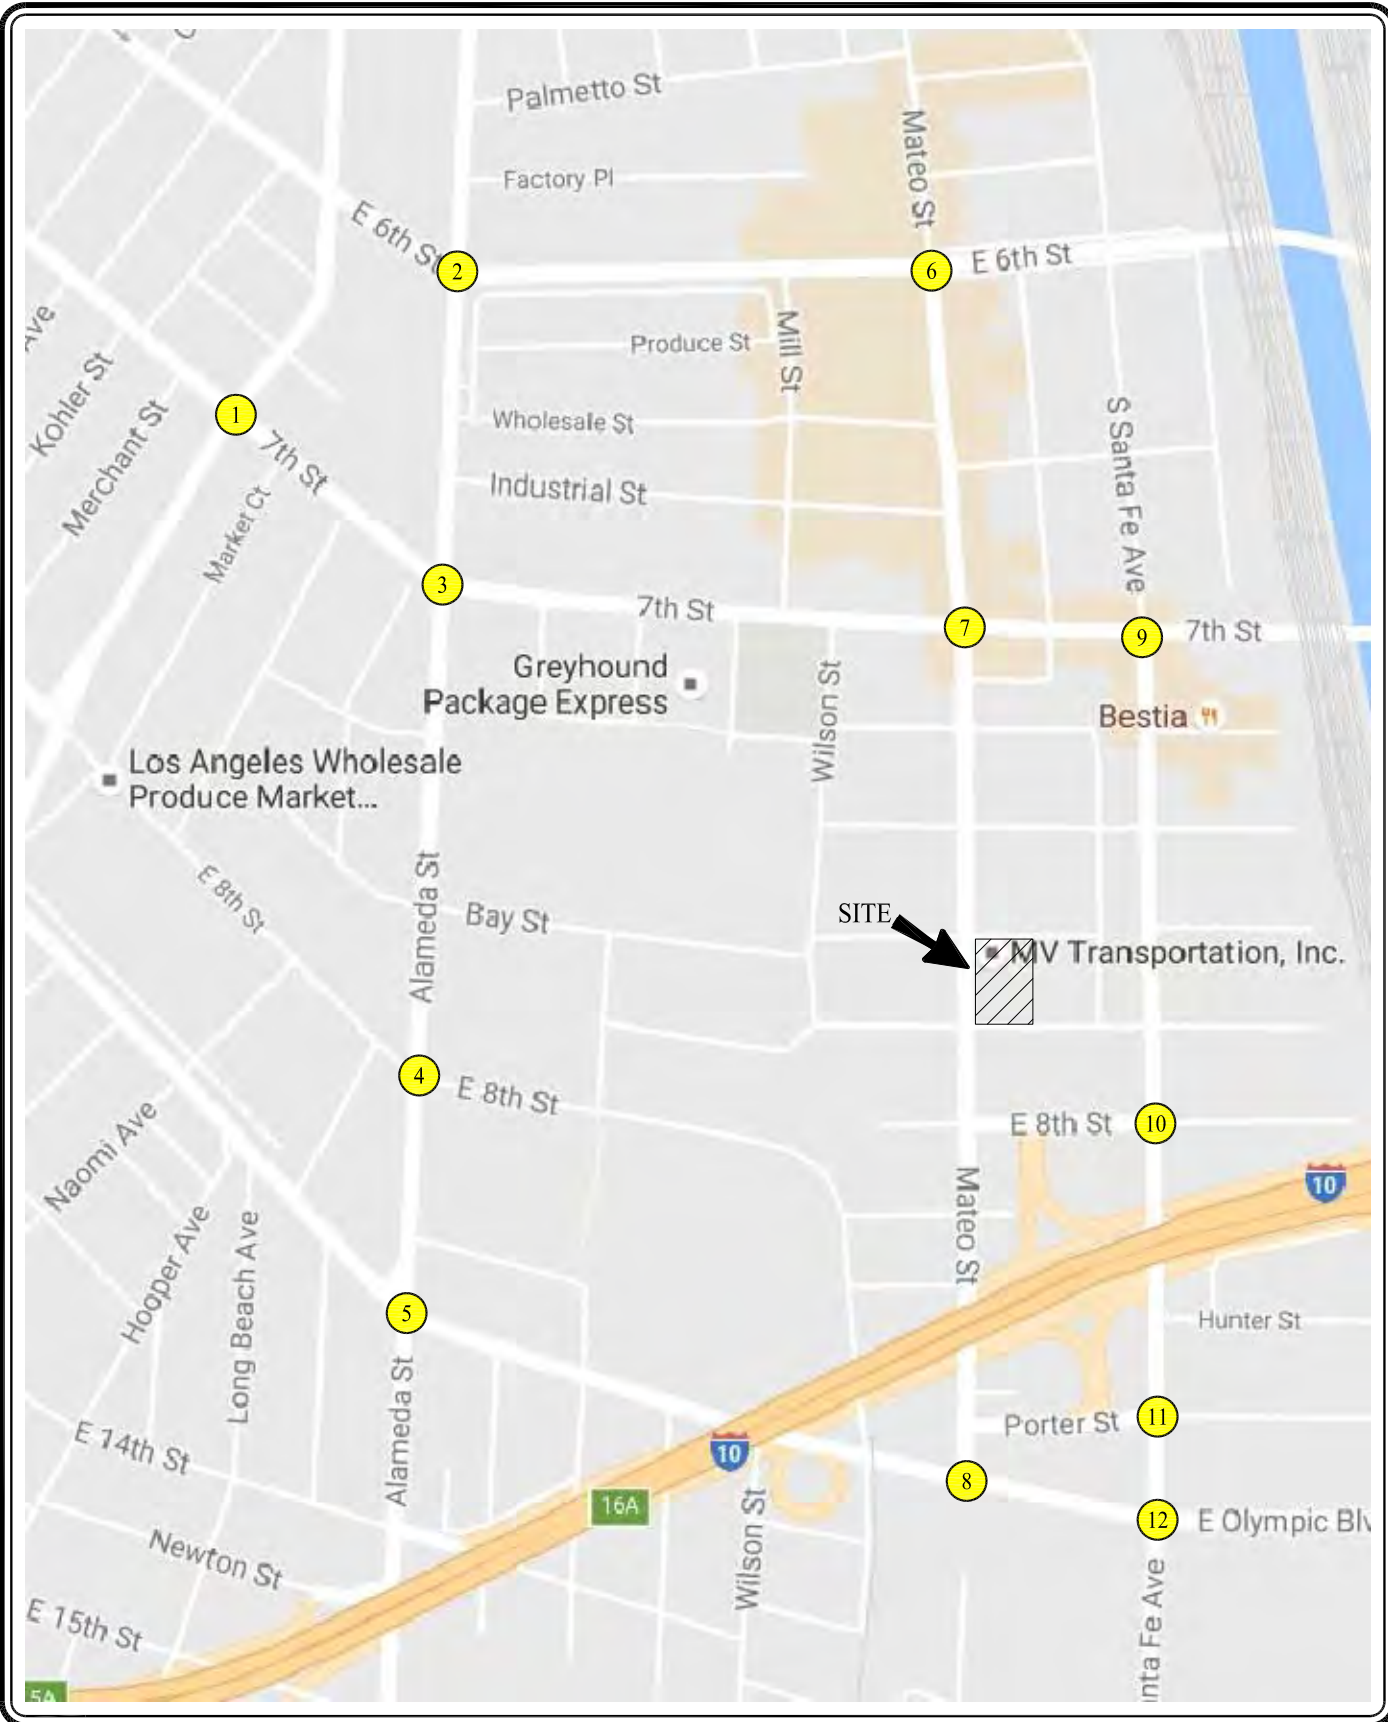 Palmetto St
Mateo St
Factory Pl
E 6th St
2
6
E 6th St
Ave
Produce St
Mill St
Kohler St
Merchant St
1
7th St
Wholesale St
S Santa Fe Ave
Industrial St
Market Ct
3
7th St
7
9
7th St
Greyhound
Package Express
Wilson St
Bestia
Los Angeles Wholesale
Produce Market...
E 8th St
Alameda St
Bay St
SITE
MV Transportation, Inc.
4
E 8th St
E 8th St
10
Naomi Ave
Mateo St
10
Hooper Ave
Long Beach Ave
5
Hunter St
Alameda St
E 14th St
10
Porter St
11
8
16A
Wilson St
12
E Olympic Blv
Newton St
E 15th St
nta Fe Ave
5A